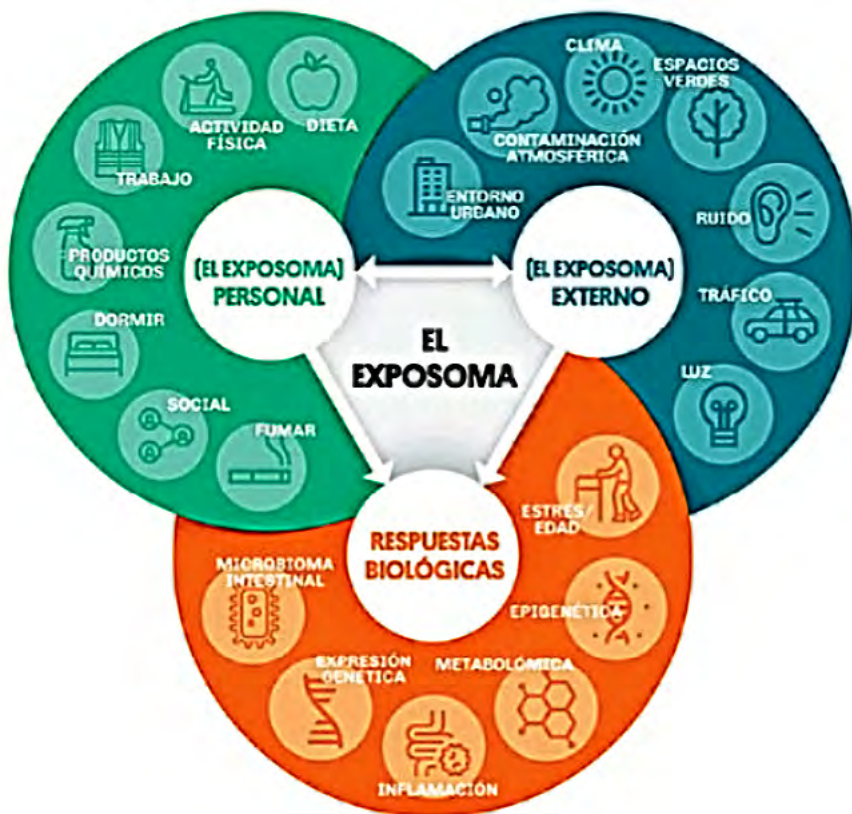 DIETA
ACTIVIDAD
FÍSICA
TRABAJO
PRODUCTOS
QUÍMICOS
DORMIR
SOCIAL
FUMAR
(EL EXPOSOMA)
PERSONAL
CLIMA
ESPACIOS
VERDES
CONTAMINACIÓN
ATMOSFÉRICA
ENTORNO
URBANO
RUIDO
TRÁFICO
LUZ
(EL EXPOSOMA)
EXTERNO
EL
EXPOSOMA
RESPUESTAS
BIOLÓGICAS
ESTRES/
EDAD
EPIGENÉTICA
METABOLÓMICA
INFLAMACIÓN
EXPRESIÓN
GENÉTICA
MICROBIOMA
INTESTINAL